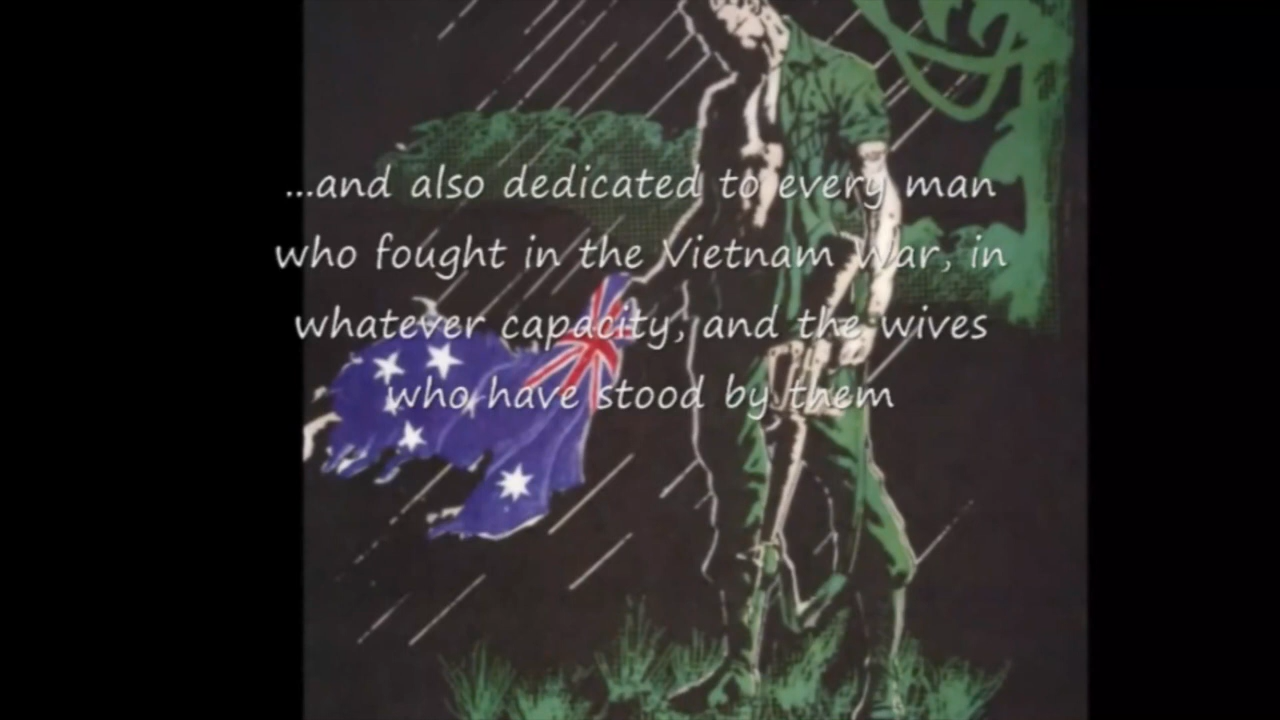 ...and also dedicated to every man
who fought in the Vietnam War, in
whatever capacity, and the wives
who have stood by them